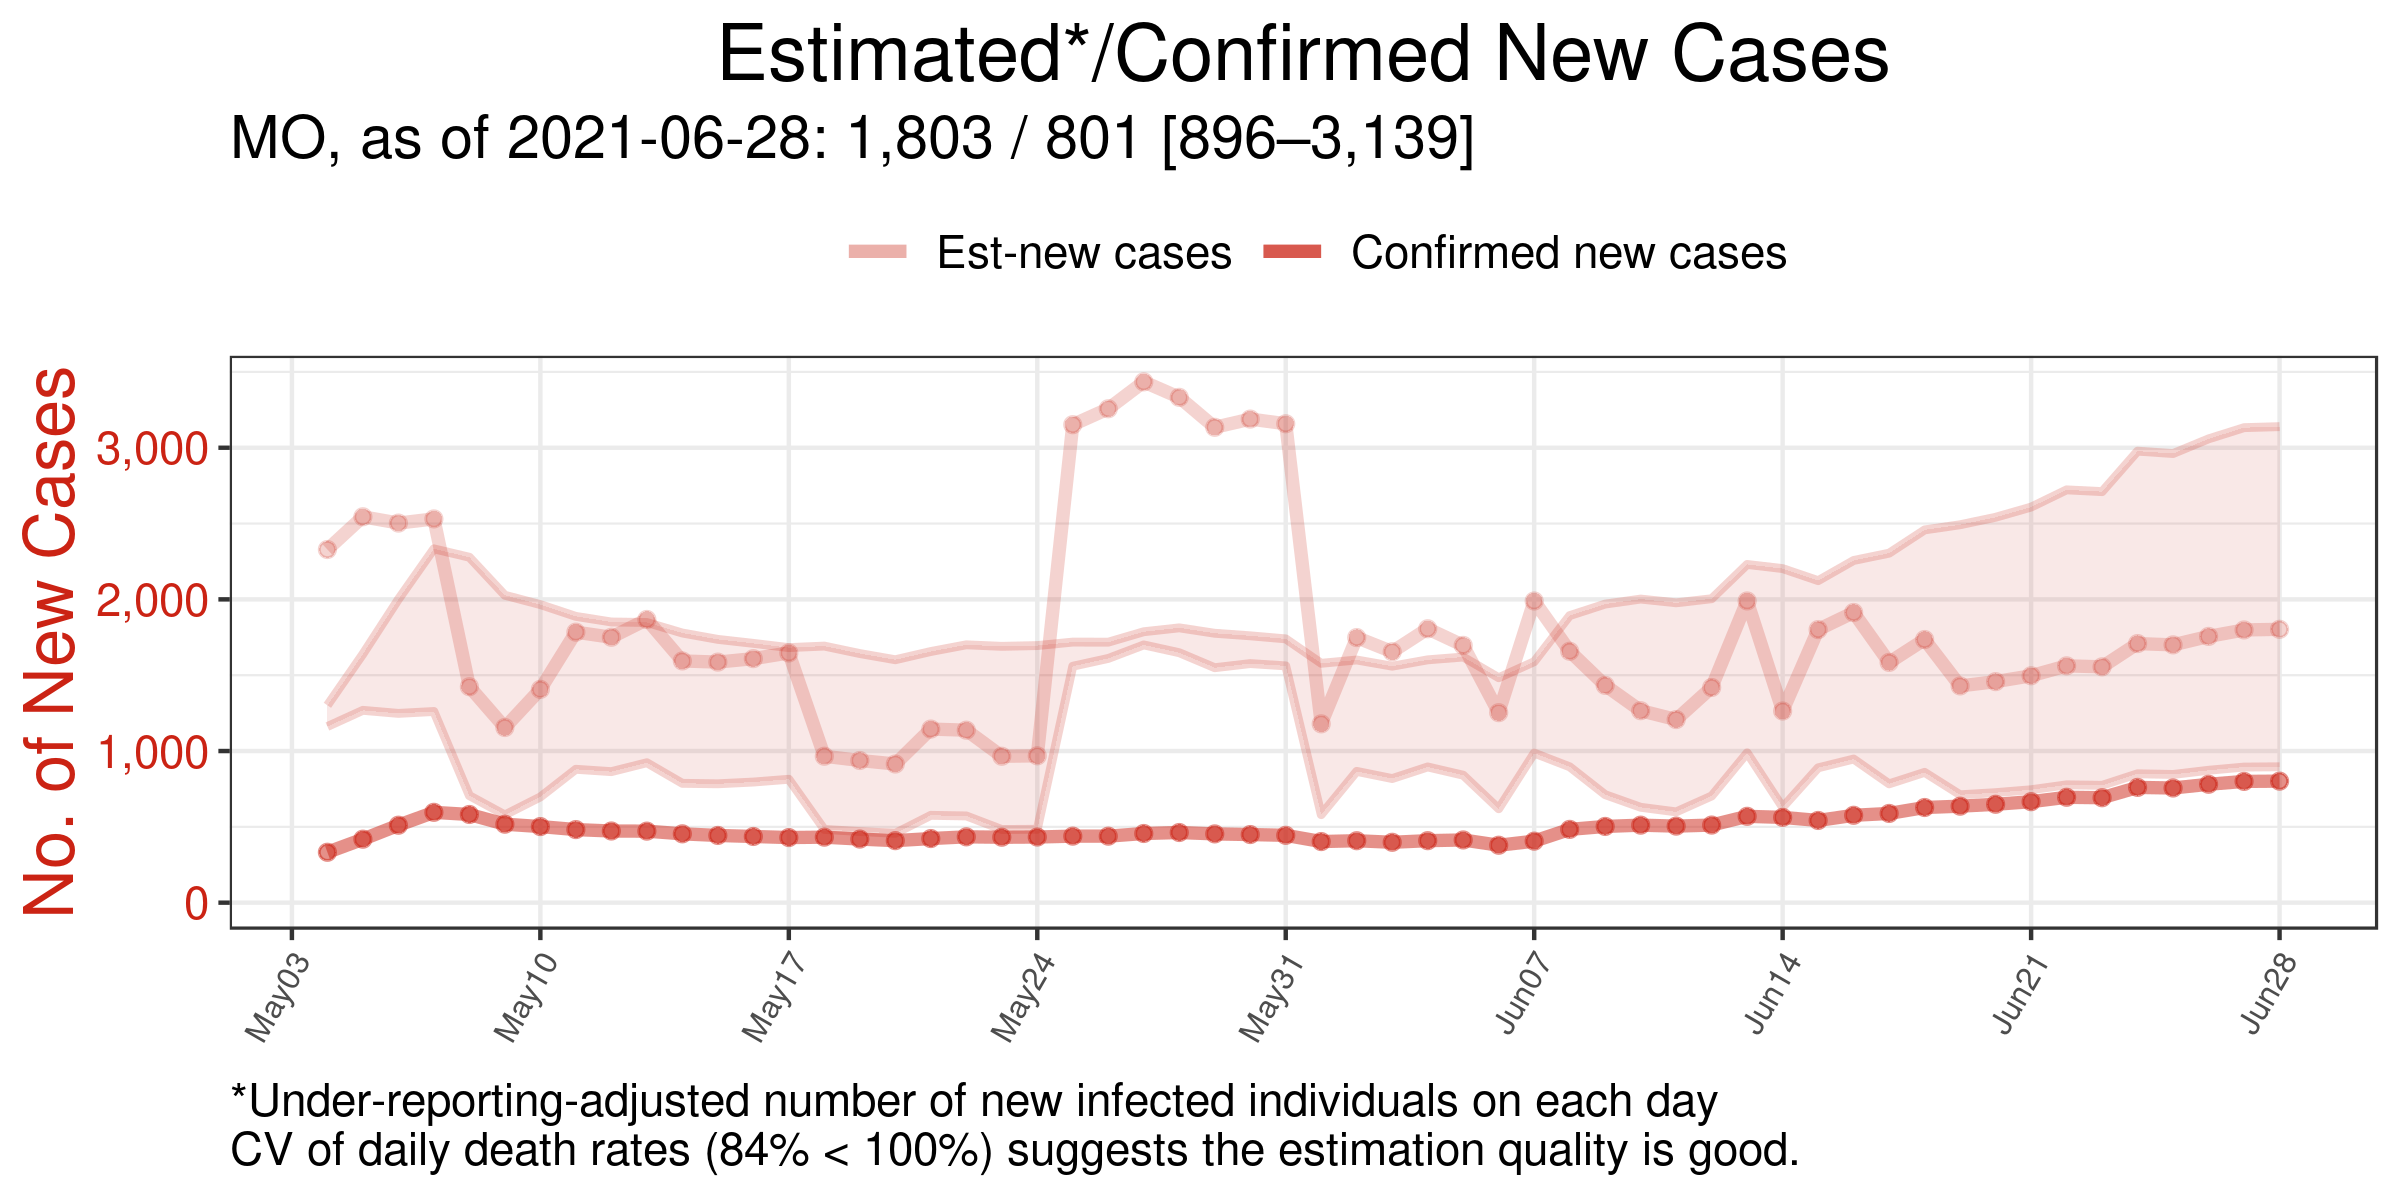 Estimated*/Confirmed New Cases
MO, as of 2021-06-28: 1,803 / 801 [896–3,139]
Est-new cases
Confirmed new cases
No. of New Cases
3,000
2,000
1,000
0
May03
May10
May17
May24
May31
Jun07
Jun14
Jun21
Jun28
*Under-reporting-adjusted number of new infected individuals on each day
CV of daily death rates (84% < 100%) suggests the estimation quality is good.